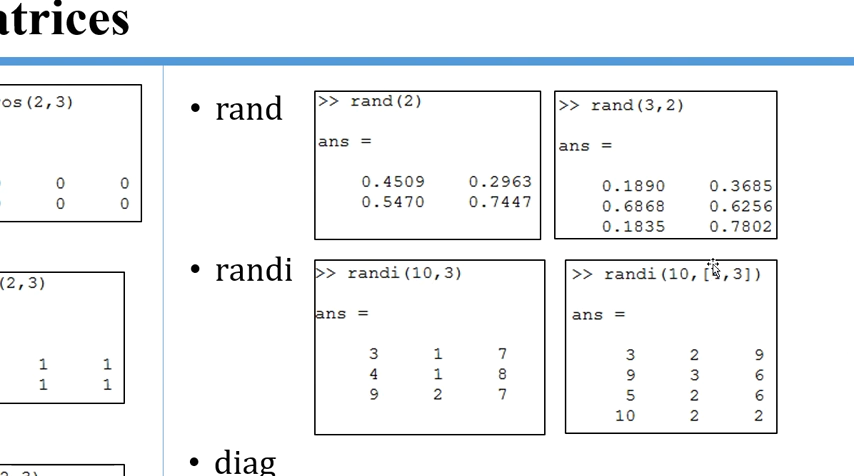 atrices
os(2,3)
0 0
0 0
(2,3)
1 1
1 1
• rand
>> rand(2)
ans =
0.4509 0.2963
0.5470 0.7447
>> rand(3,2)
ans =
0.1890 0.3685
0.6868 0.6256
0.1835 0.7802
• randi
>> randi(10,3)
ans =
3 1 7
4 1 8
9 2 7
>> randi(10,[ ,3])
ans =
3 2 9
9 3 6
5 2 6
10 2 2
• diag